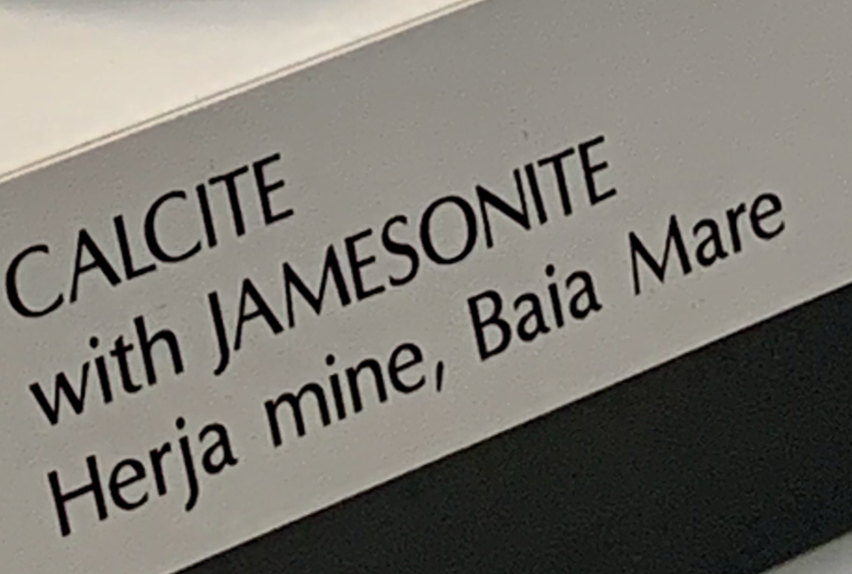 CALCITE
with JAMESONITE
Herja mine, Baia Mare